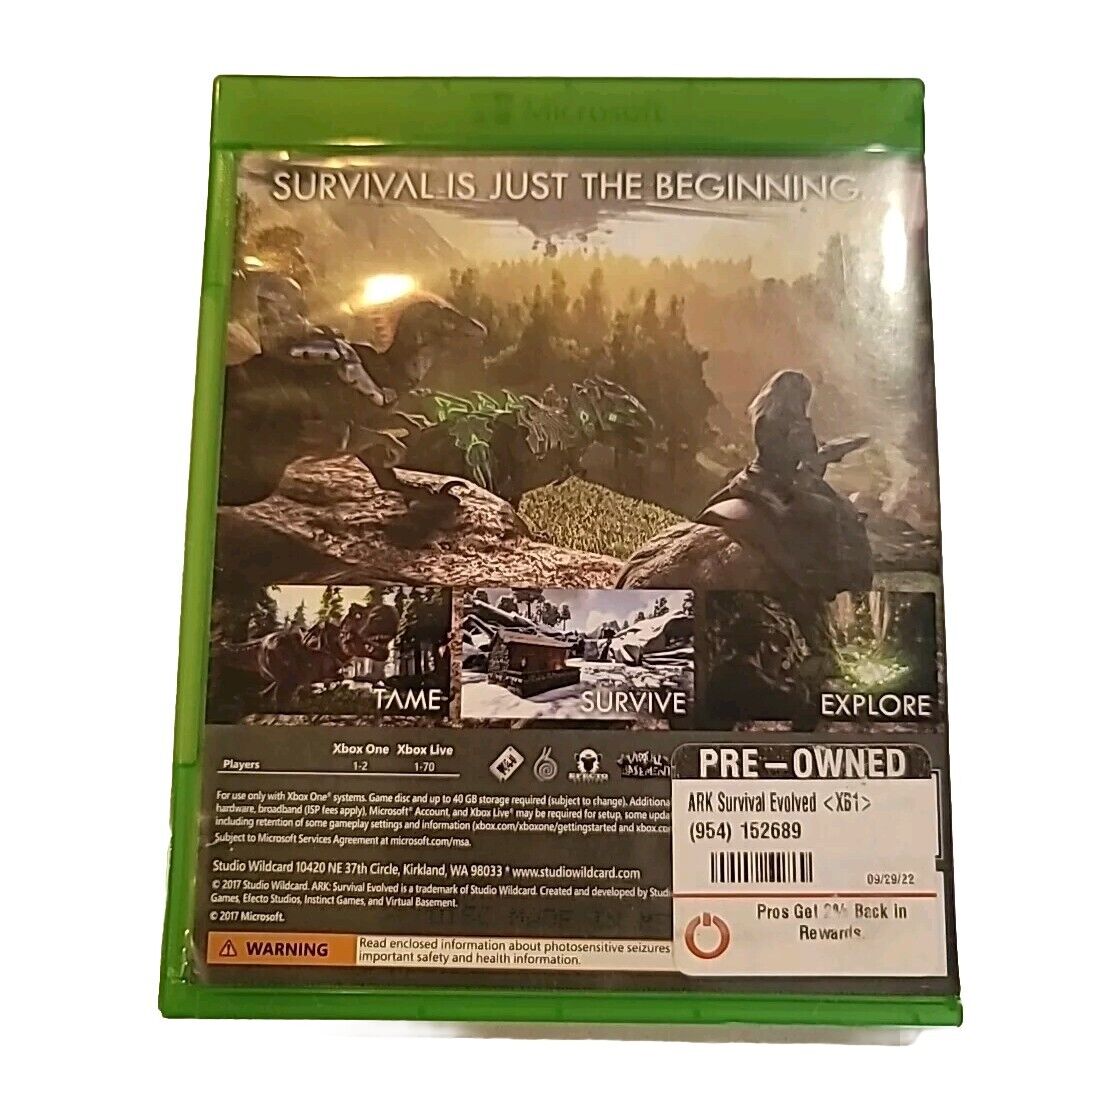 Microsoft
SURVIVAL IS JUST THE BEGINNING.
TAME
SURVIVE
EXPLORE
Xbox One Xbox Live
Players 1-2 1-70
EFECTO
VIRTUAL
BASEMENT
For use only with Xbox One® systems. Game disc and up to 40 GB storage required (subject to change). Additiona
hardware, broadband (ISP fees apply), Microsoft® Account, and Xbox Live® may be required for setup, some upda
including retention of some gameplay settings and information (xbox.com/xboxone/gettingstarted and xbox.co
Subject to Microsoft Services Agreement at microsoft.com/msa.
Studio Wildcard 10420 NE 37th Circle, Kirkland, WA 98033 * www.studiowildcard.com
© 2017 Studio Wildcard. ARK: Survival Evolved is a trademark of Studio Wildcard. Created and developed by Studi
Games, Efecto Studios, Instinct Games, and Virtual Basement.
© 2017 Microsoft.
WARNING
Read enclosed information about photosensitive seizures
important safety and health information.
PRE-OWNED
ARK Survival Evolved <XB1>
(954) 152689
09/29/22
Pros Get 2% Back in
Rewards.